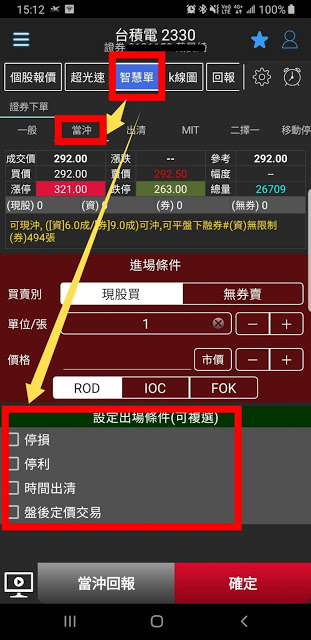 15:12
53%
台積電 2330
證券
個股報價 超光速 智慧單 k線圖 回報
證券下單
一般 當沖 出清 MIT 二擇一 移動停
成交價 292.00 漲跌 -- 參考 292.00
買價 292.00 賣價 292.50 幅度 --
漲停 321.00 跌停 263.00 總量 26709
(現股) 0 (資) 0 (券) 0 (無券) 0
可現沖, ([資]6.0成/[券]9.0成)可沖,可平盤下融券#(資)無限制
(券)494張
進場條件
買賣別 現股買 無券賣
單位/張 1 － ＋
價格 市價 － ＋
ROD IOC FOK
設定出場條件(可複選)
停損
停利
時間出清
盤後定價交易
當沖回報 確定